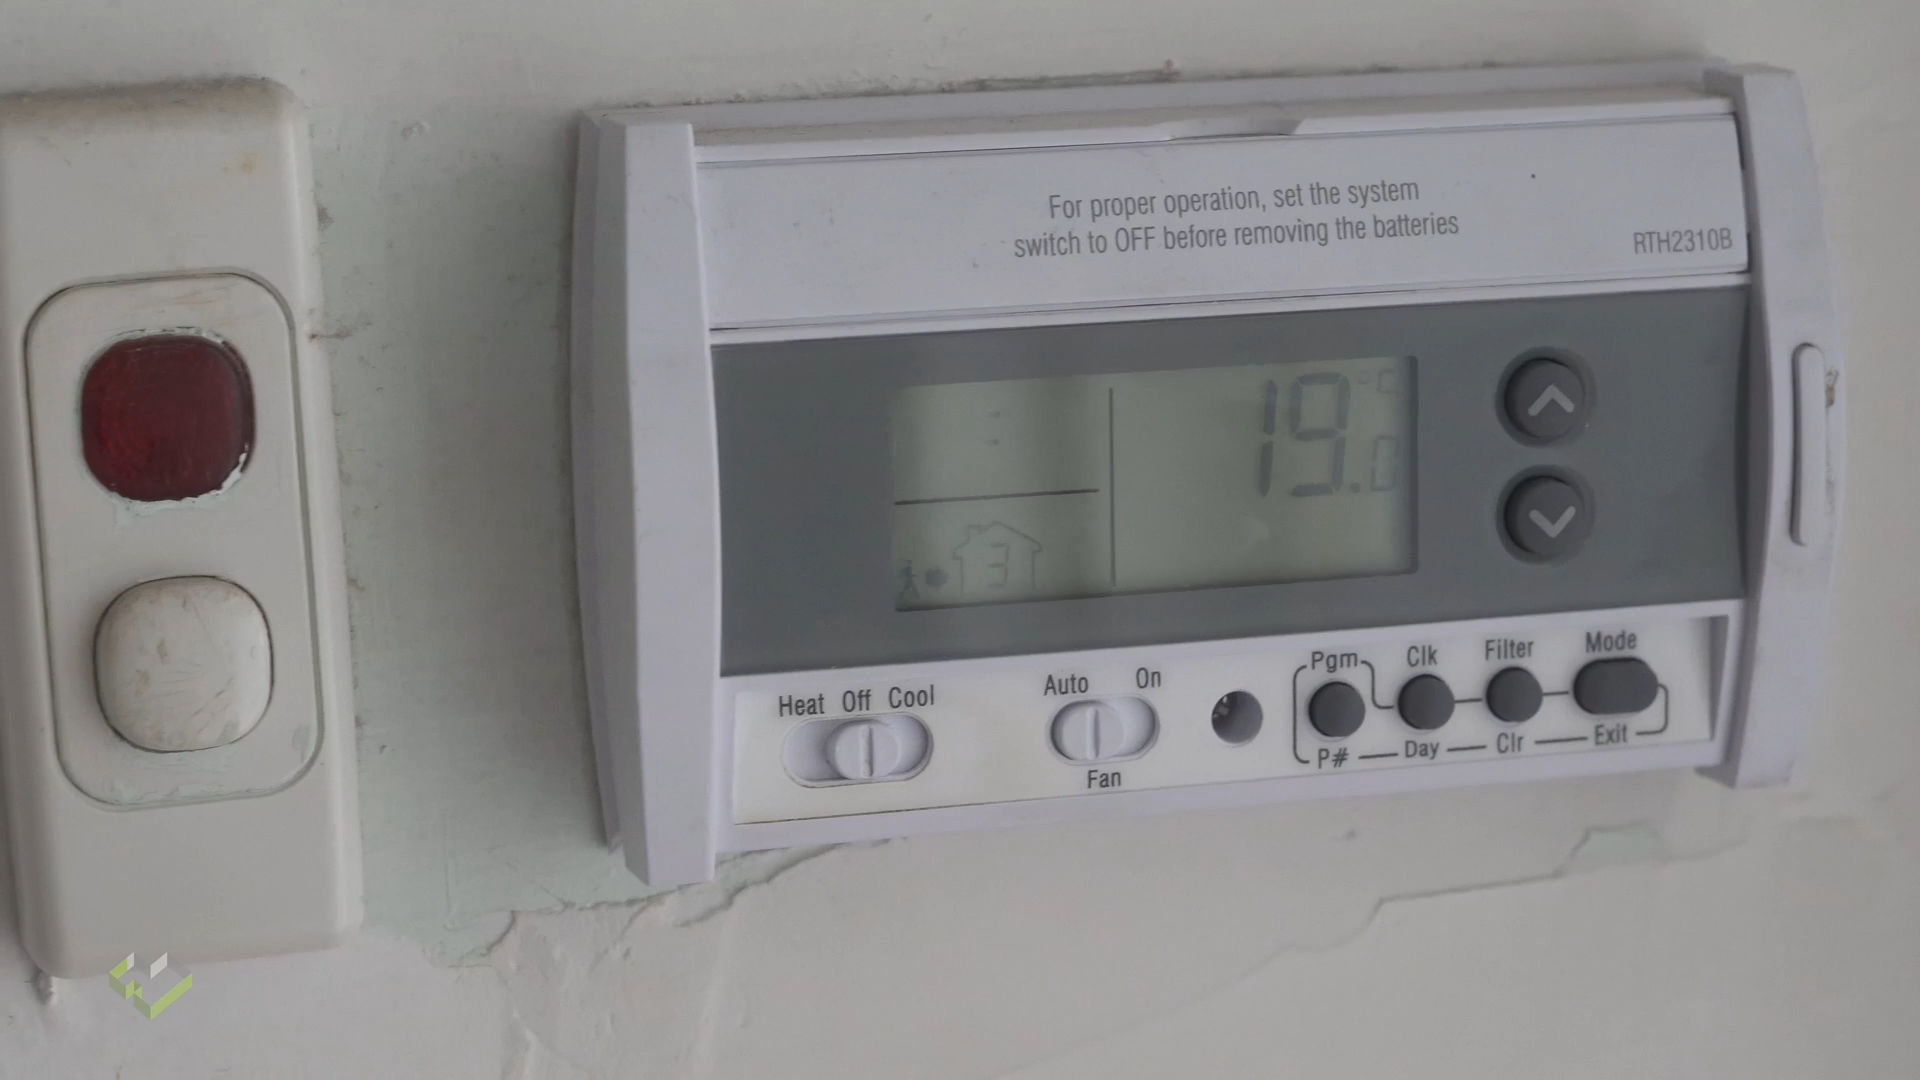 For proper operation, set the system
switch to OFF before removing the batteries
RTH2310B
19.0 °C
3
Heat Off Cool
Auto On
Fan
Pgm Clk Filter Mode
P# Day Clr Exit